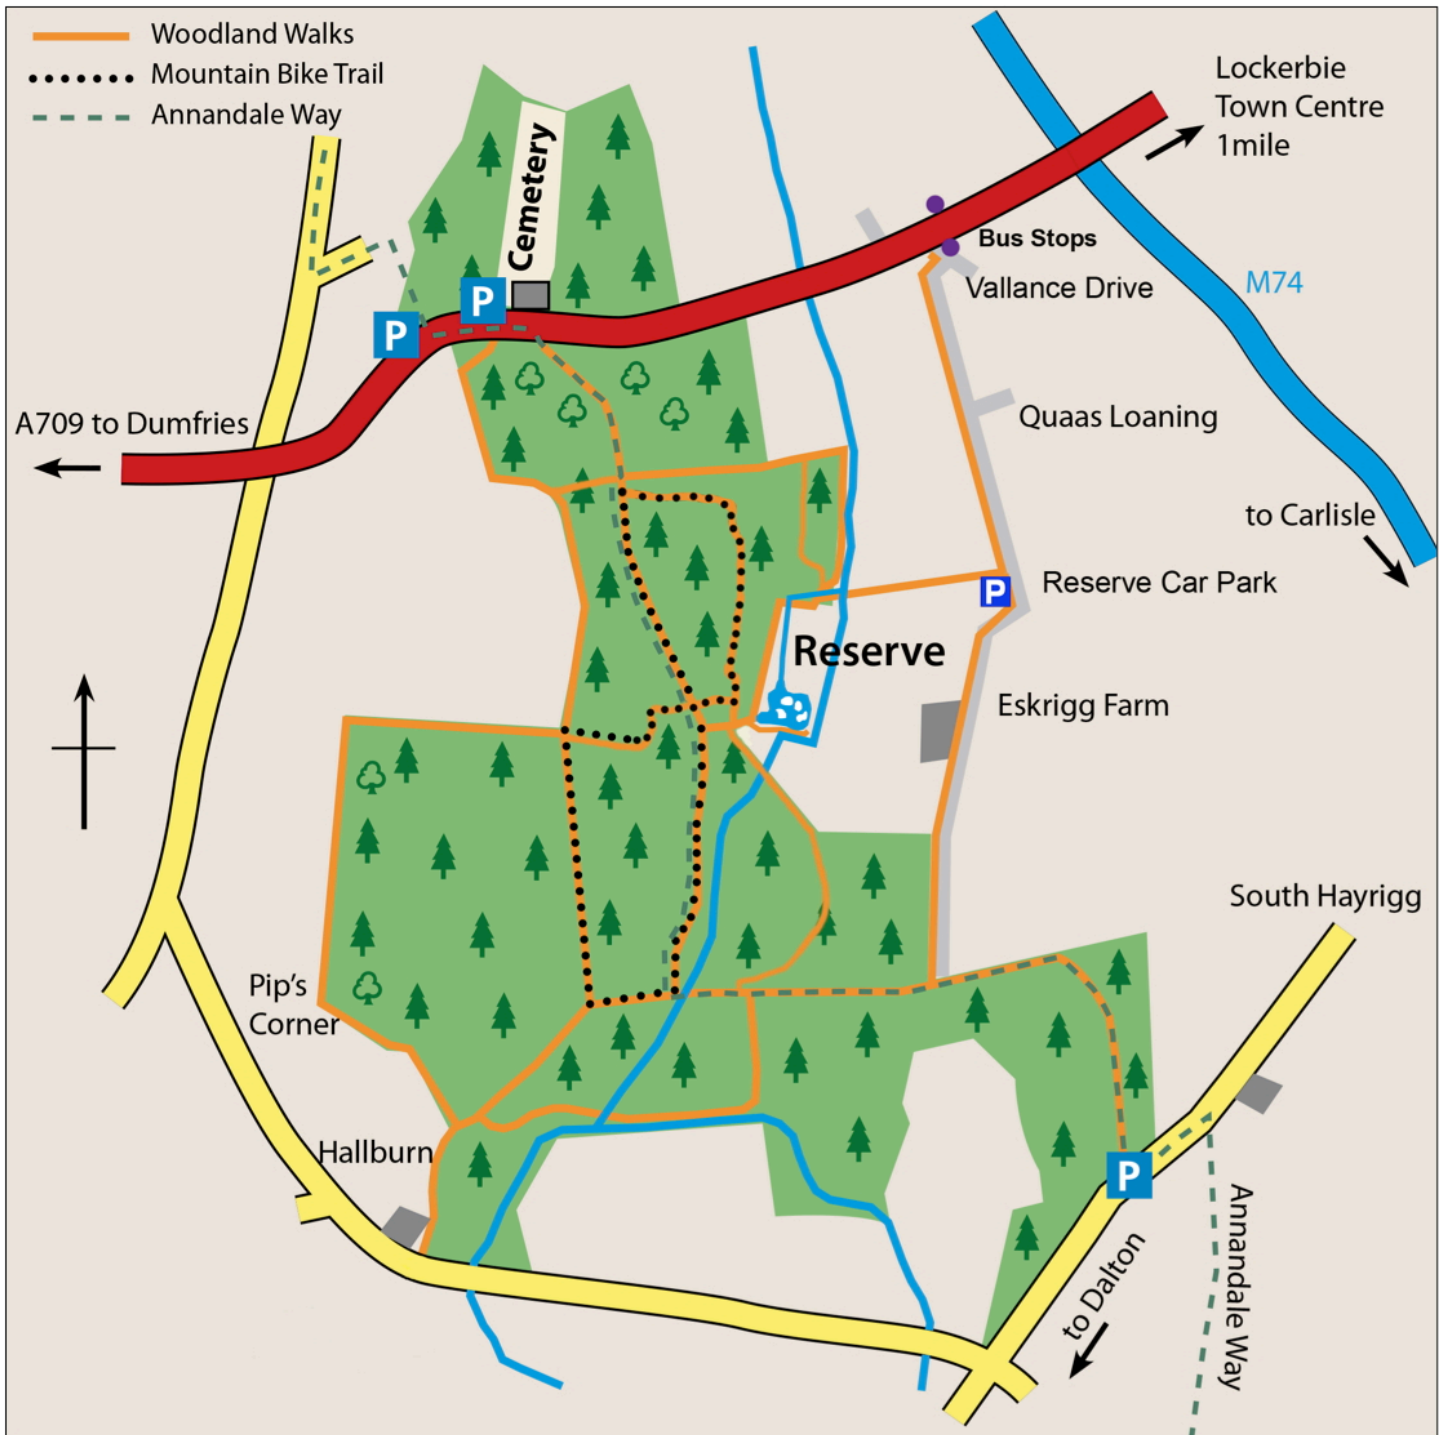 Woodland Walks
Mountain Bike Trail
Annandale Way
Lockerbie
Town Centre
1mile
Cemetery
Bus Stops
Vallance Drive
M74
P
P
A709 to Dumfries
Quaas Loaning
to Carlisle
Reserve Car Park
P
Reserve
Eskrigg Farm
South Hayrigg
Pip's
Corner
Hallburn
P
to Dalton
Annandale Way